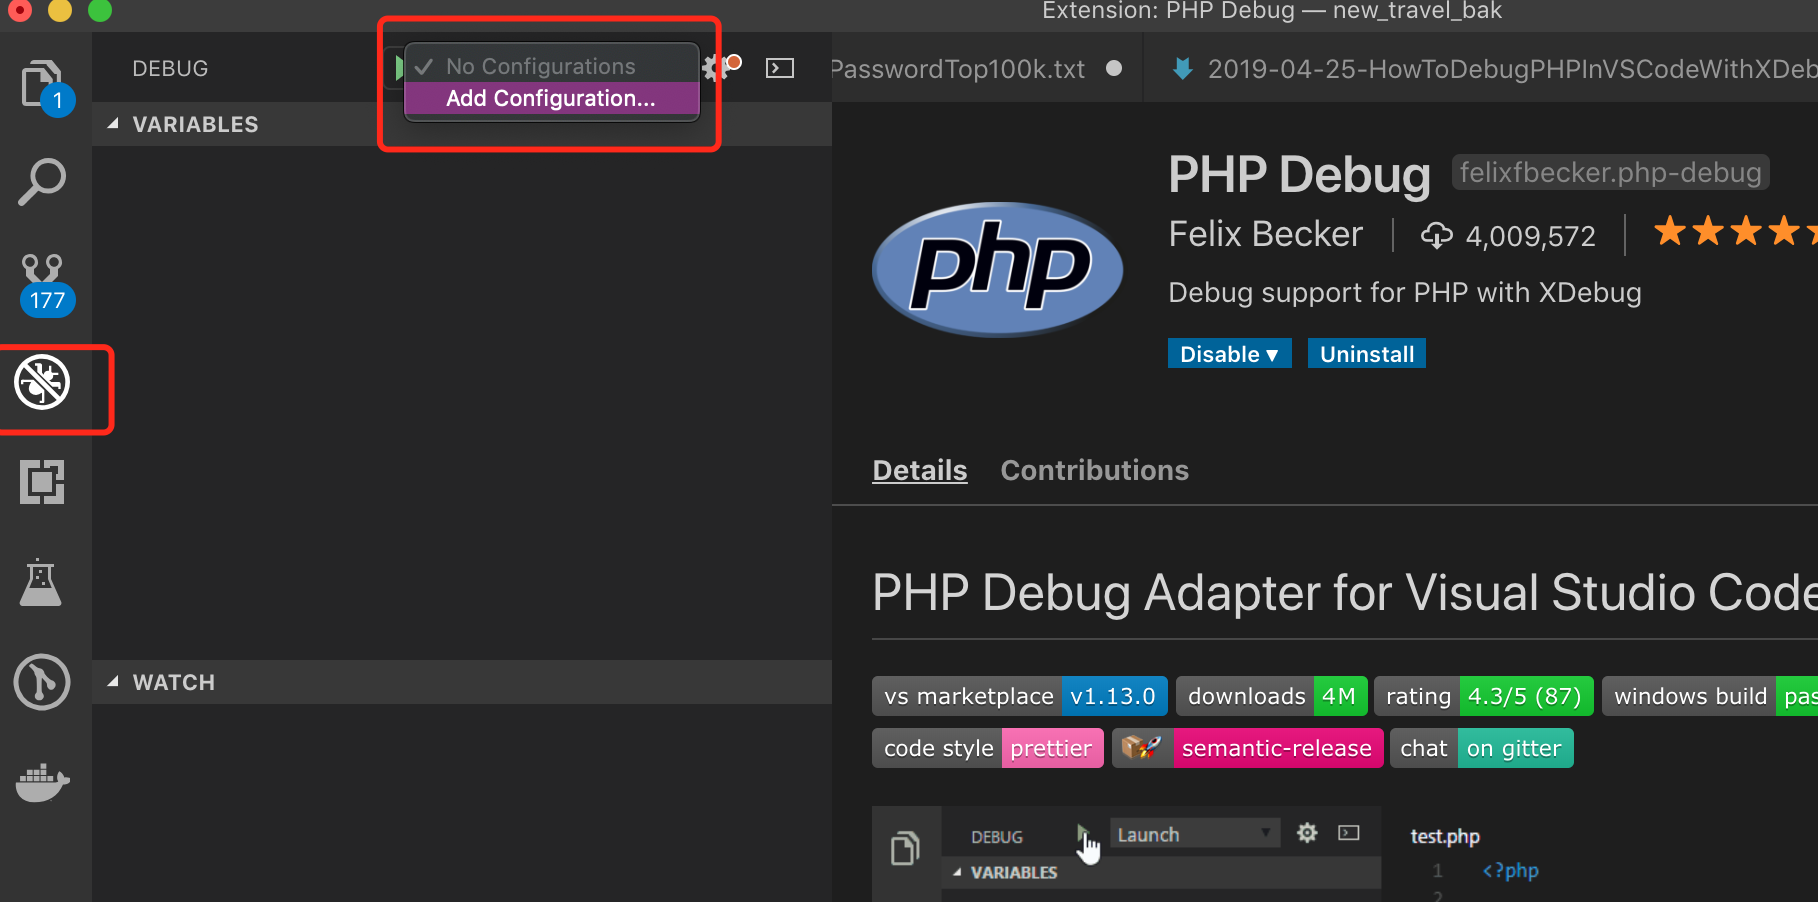 Extension: PHP Debug — new_travel_bak
1
177
DEBUG
✓ No Configurations
Add Configuration...
VARIABLES
WATCH
PasswordTop100k.txt
2019-04-25-HowToDebugPHPInVSCodeWithXDeb
php
PHP Debug felixfbecker.php-debug
Felix Becker 4,009,572
Debug support for PHP with XDebug
Disable ▾ Uninstall
Details Contributions
PHP Debug Adapter for Visual Studio Code
vs marketplace v1.13.0 downloads 4M rating 4.3/5 (87) windows build pas
code style prettier semantic-release chat on gitter
DEBUG Launch test.php
VARIABLES
1 <?php
2